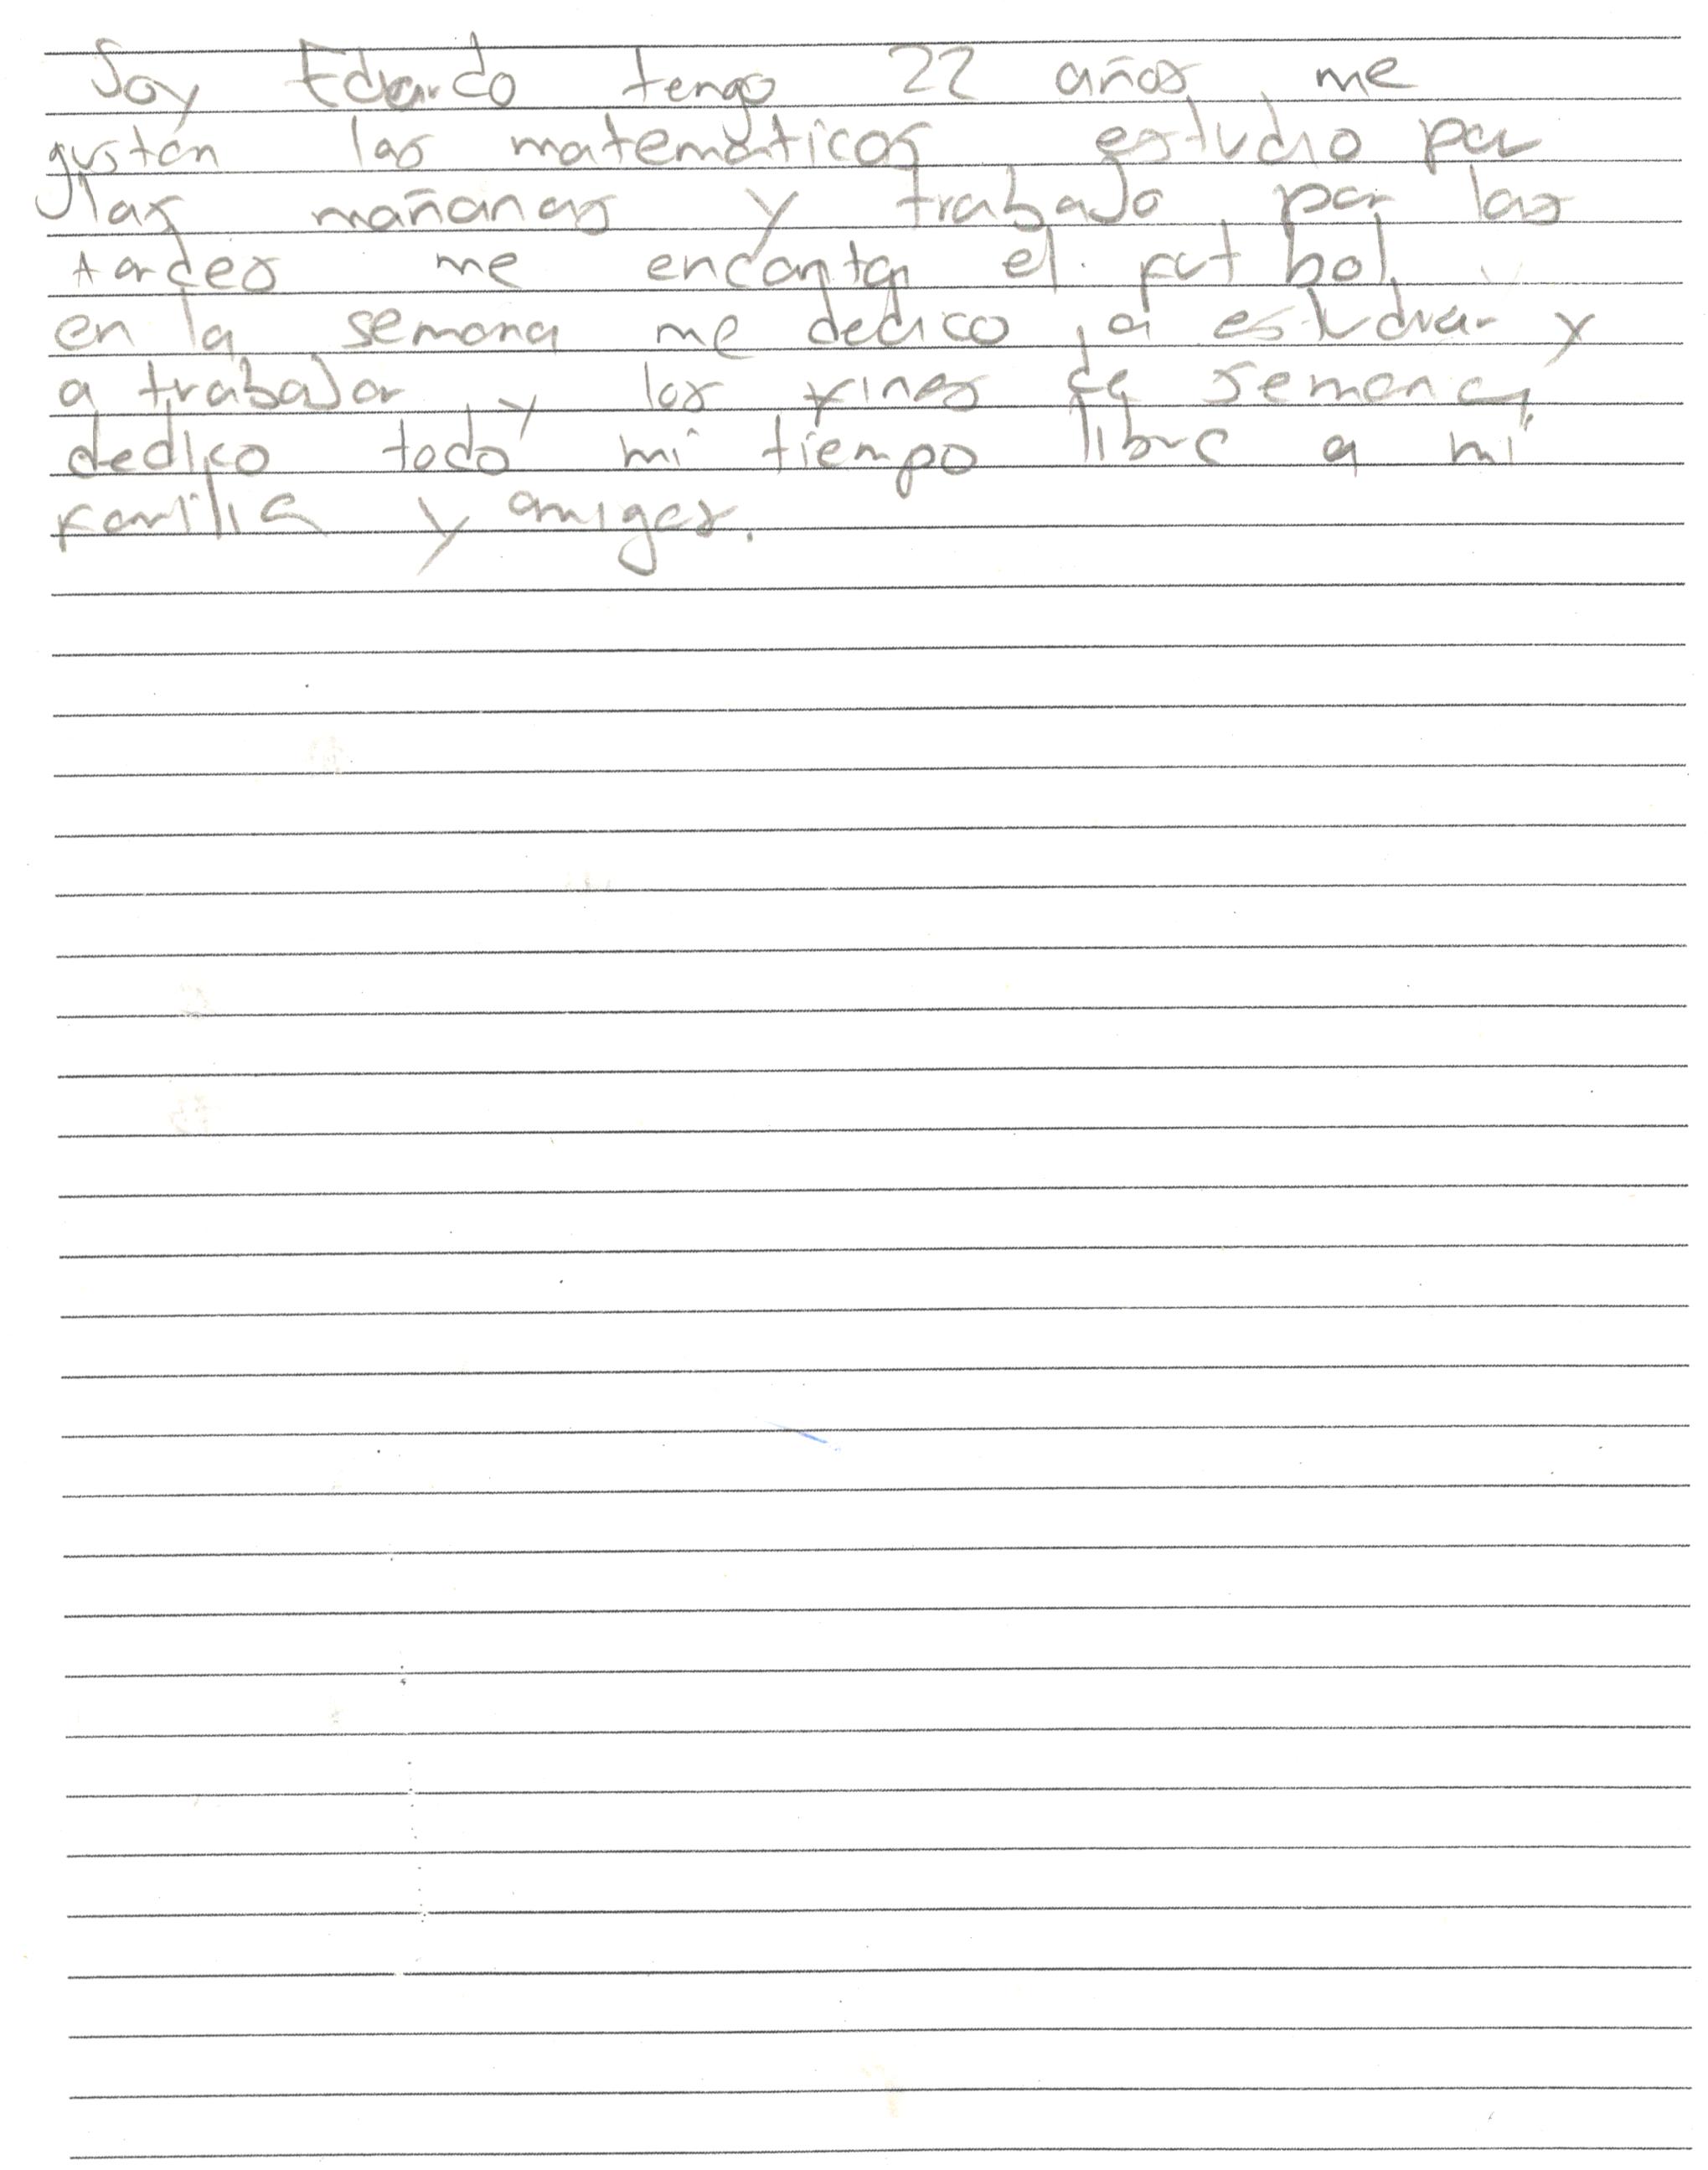 Soy Eduardo tengo 22 años, me
gustan las matemáticas estudio por
las mañanas y trabajo por las
tardes me encanta el fut bol y
en la semana me dedico a estudiar y
a trabajar y los fines de semana
dedico todo mi tiempo libre a mi
familia y amigos.